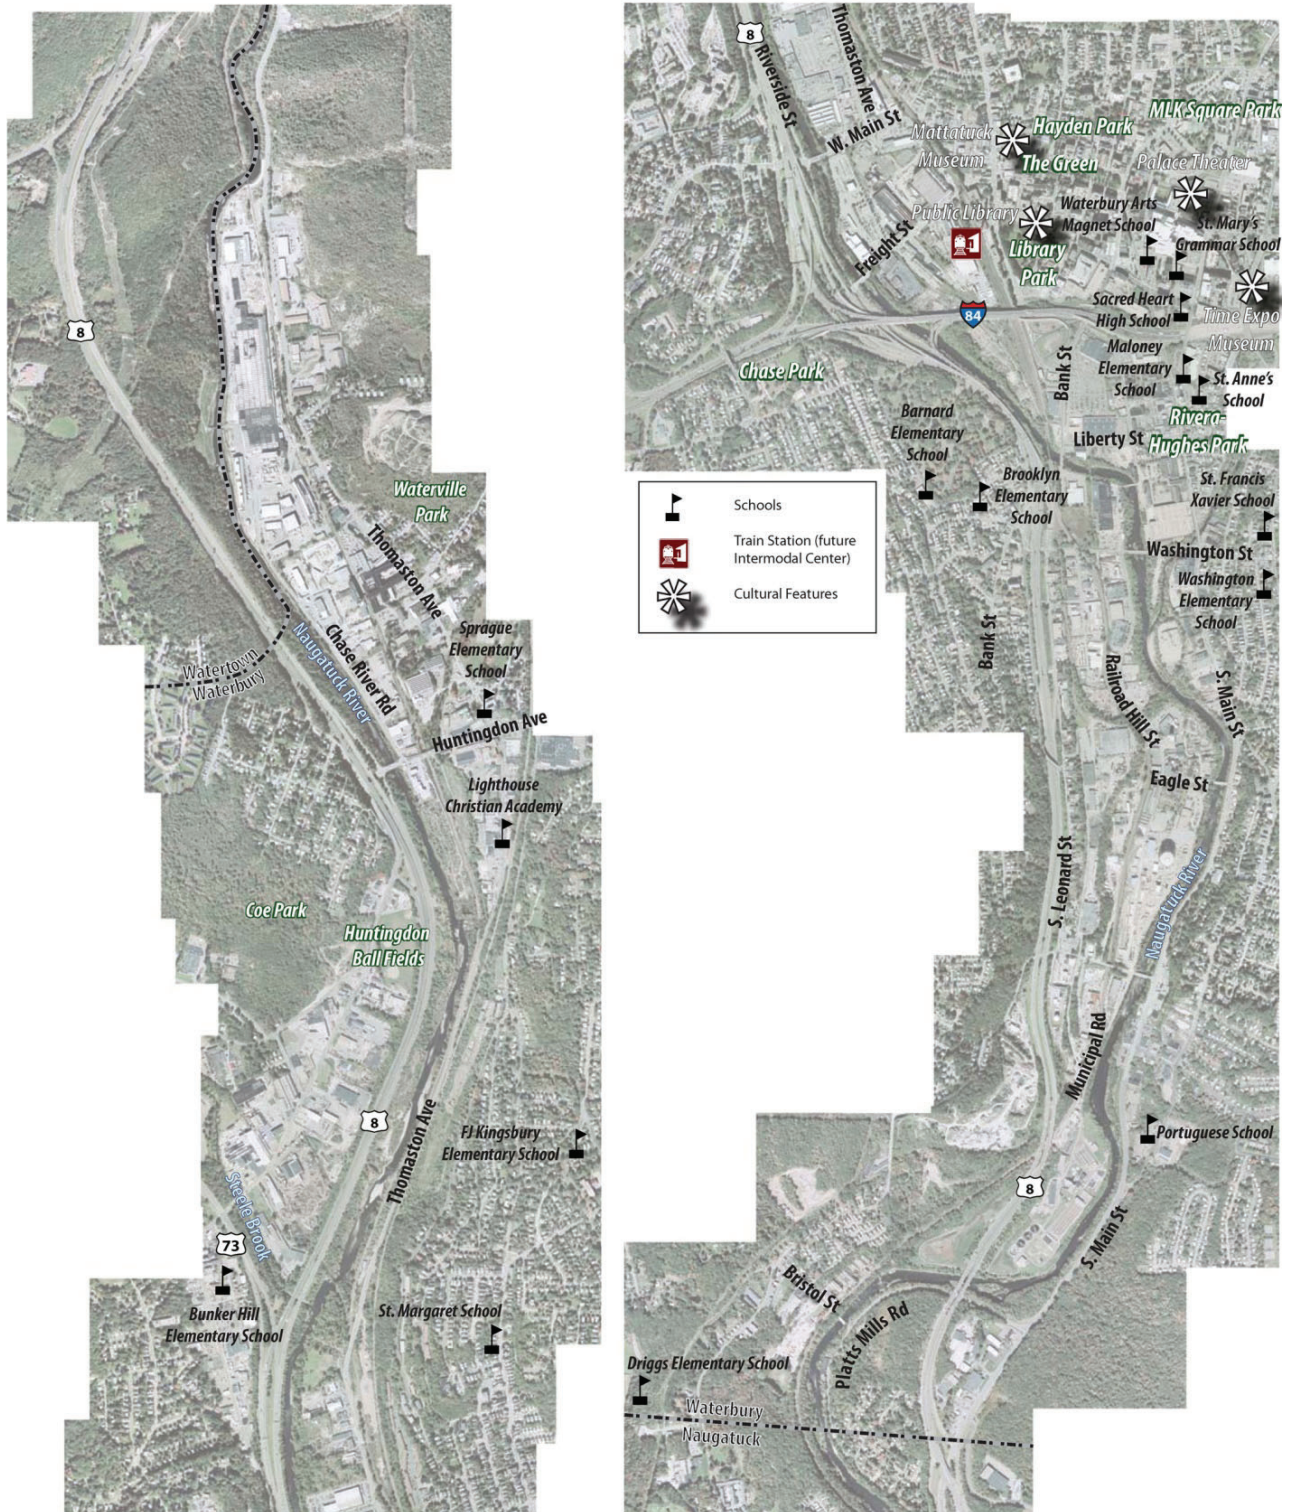 8
Waterville
Park
Thomaston Ave
Sprague
Elementary
School
Chase River Rd
Naugatuck River
Watertown
Waterbury
Huntingdon Ave
Lighthouse
Christian Academy
Coe Park
Huntingdon
Ball Fields
8
Thomaston Ave
FJ Kingsbury
Elementary School
Steele Brook
73
Bunker Hill
Elementary School
St. Margaret School
8
Riverside St
Thomaston Ave
W. Main St
Mattatuck
Museum
Hayden Park
The Green
MLK Square Park
Palace Theater
Public Library
Library
Park
Waterbury Arts
Magnet School
St. Mary's
Grammar School
Freight St
84
Sacred Heart
High School
Time Expo
Museum
Chase Park
Bank St
Maloney
Elementary
School
St. Anne's
School
Rivera-
Hughes Park
Liberty St
Barnard
Elementary
School
Brooklyn
Elementary
School
St. Francis
Xavier School
Schools
Train Station (future
Intermodal Center)
Cultural Features
Washington St
Washington
Elementary
School
Bank St
Railroad Hill St
S. Main St
Eagle St
S. Leonard St
Naugatuck River
Municipal Rd
Portuguese School
8
S. Main St
Bristol St
Platts Mills Rd
Driggs Elementary School
Waterbury
Naugatuck